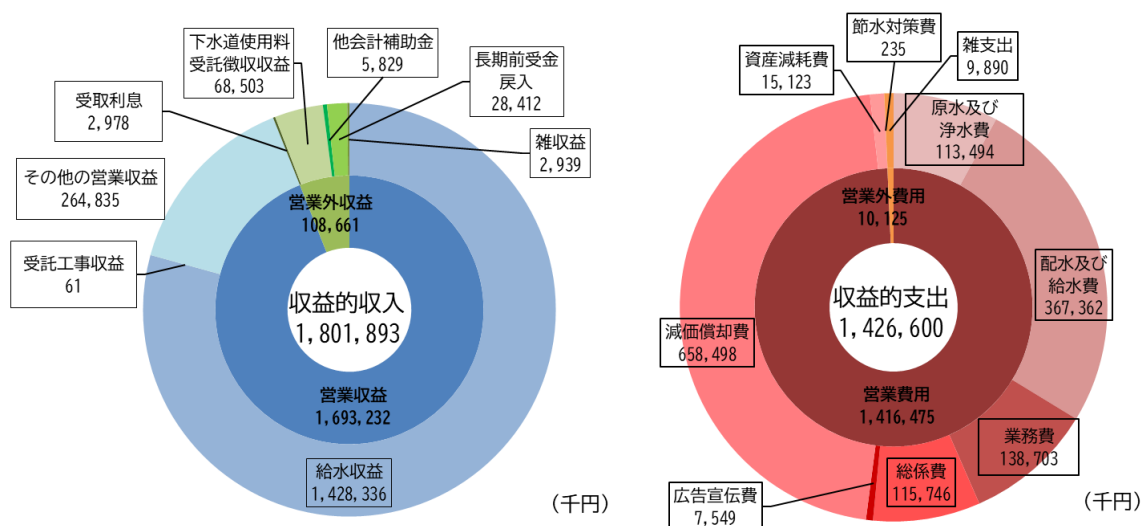 下水道使用料
受託徴収収益
68,503
他会計補助金
5,829
長期前受金
戻入
28,412
受取利息
2,978
雑収益
2,939
その他の営業収益
264,835
受託工事収益
61
営業外収益
108,661
収益的収入
1,801,893
営業収益
1,693,232
給水収益
1,428,336
(千円)
節水対策費
235
雑支出
9,890
資産減耗費
15,123
原水及び
浄水費
113,494
営業外費用
10,125
配水及び
給水費
367,362
収益的支出
1,426,600
減価償却費
658,498
営業費用
1,416,475
業務費
138,703
総係費
115,746
広告宣伝費
7,549
(千円)